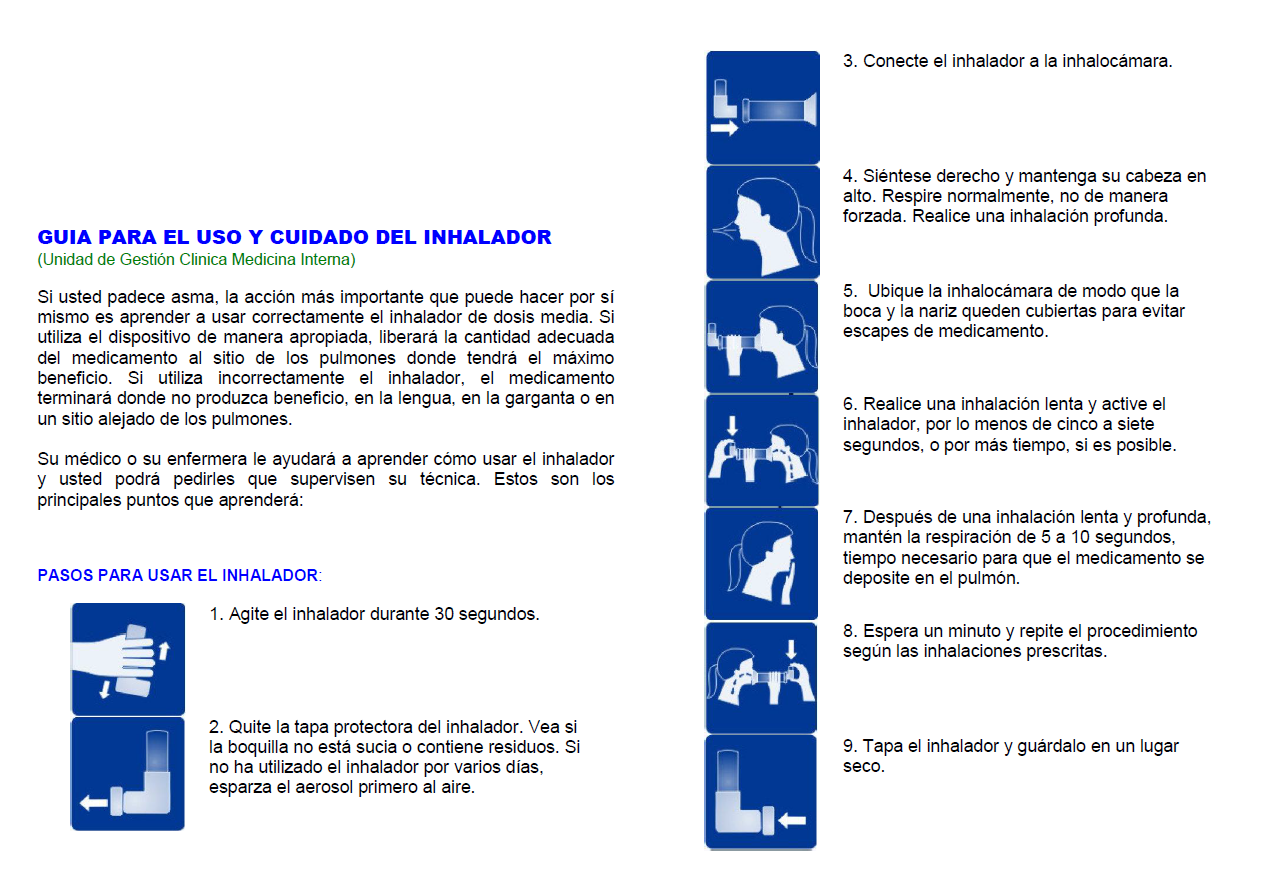 GUIA PARA EL USO Y CUIDADO DEL INHALADOR
(Unidad de Gestión Clinica Medicina Interna)
Si usted padece asma, la acción más importante que puede hacer por sí
mismo es aprender a usar correctamente el inhalador de dosis media. Si
utiliza el dispositivo de manera apropiada, liberará la cantidad adecuada
del medicamento al sitio de los pulmones donde tendrá el máximo
beneficio. Si utiliza incorrectamente el inhalador, el medicamento
terminará donde no produzca beneficio, en la lengua, en la garganta o en
un sitio alejado de los pulmones.
Su médico o su enfermera le ayudará a aprender cómo usar el inhalador
y usted podrá pedirles que supervisen su técnica. Estos son los
principales puntos que aprenderá:
PASOS PARA USAR EL INHALADOR:
1. Agite el inhalador durante 30 segundos.
2. Quite la tapa protectora del inhalador. Vea si
la boquilla no está sucia o contiene residuos. Si
no ha utilizado el inhalador por varios días,
esparza el aerosol primero al aire.
3. Conecte el inhalador a la inhalocámara.
4. Siéntese derecho y mantenga su cabeza en
alto. Respire normalmente, no de manera
forzada. Realice una inhalación profunda.
5. Ubique la inhalocámara de modo que la
boca y la nariz queden cubiertas para evitar
escapes de medicamento.
6. Realice una inhalación lenta y active el
inhalador, por lo menos de cinco a siete
segundos, o por más tiempo, si es posible.
7. Después de una inhalación lenta y profunda,
mantén la respiración de 5 a 10 segundos,
tiempo necesario para que el medicamento se
deposite en el pulmón.
8. Espera un minuto y repite el procedimiento
según las inhalaciones prescritas.
9. Tapa el inhalador y guárdalo en un lugar
seco.